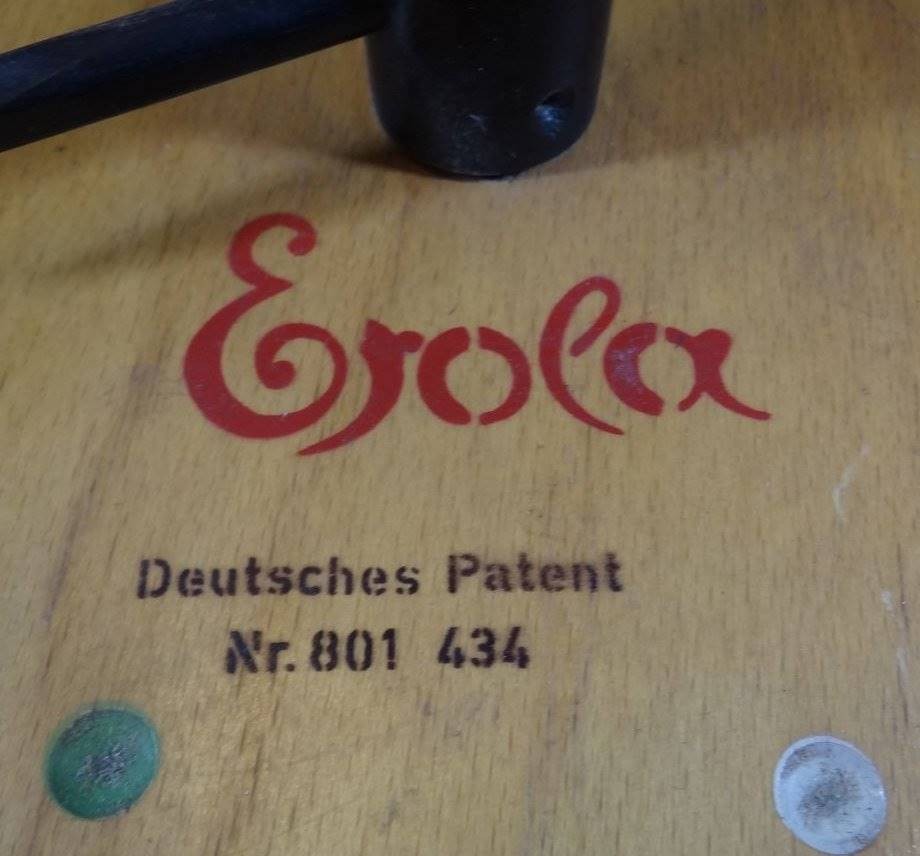 Erola
Deutsches Patent
Nr. 801 434